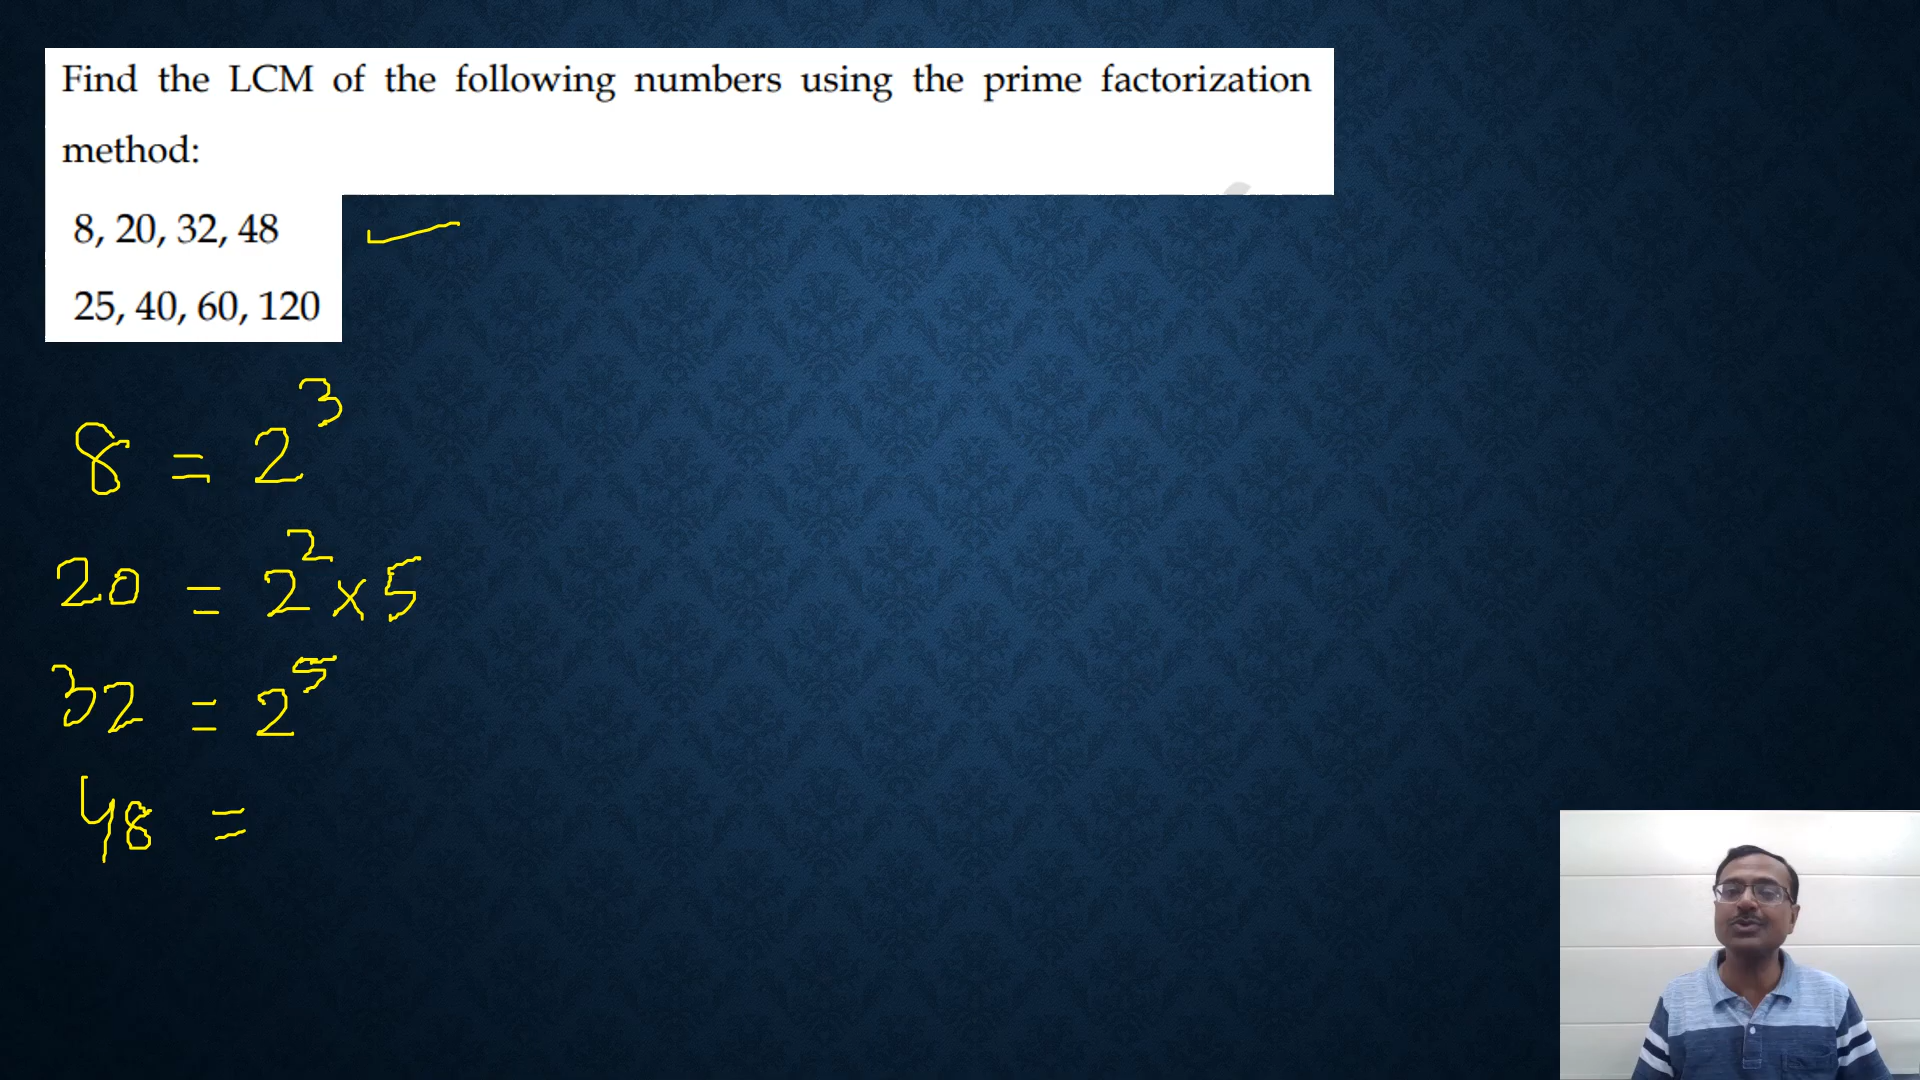 Find the LCM of the following numbers using the prime factorization
method:
8, 20, 32, 48
25, 40, 60, 120
8 = 2³
20 = 2² × 5
32 = 2⁵
48 =